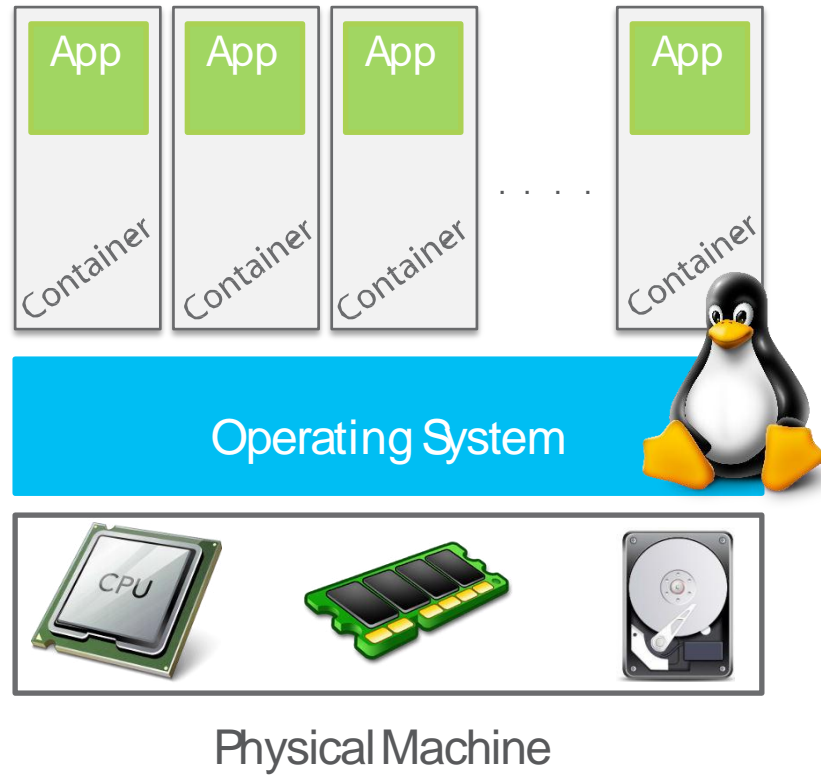 App App App App
. . . .
Container Container Container Container
Operating System
CPU
Physical Machine